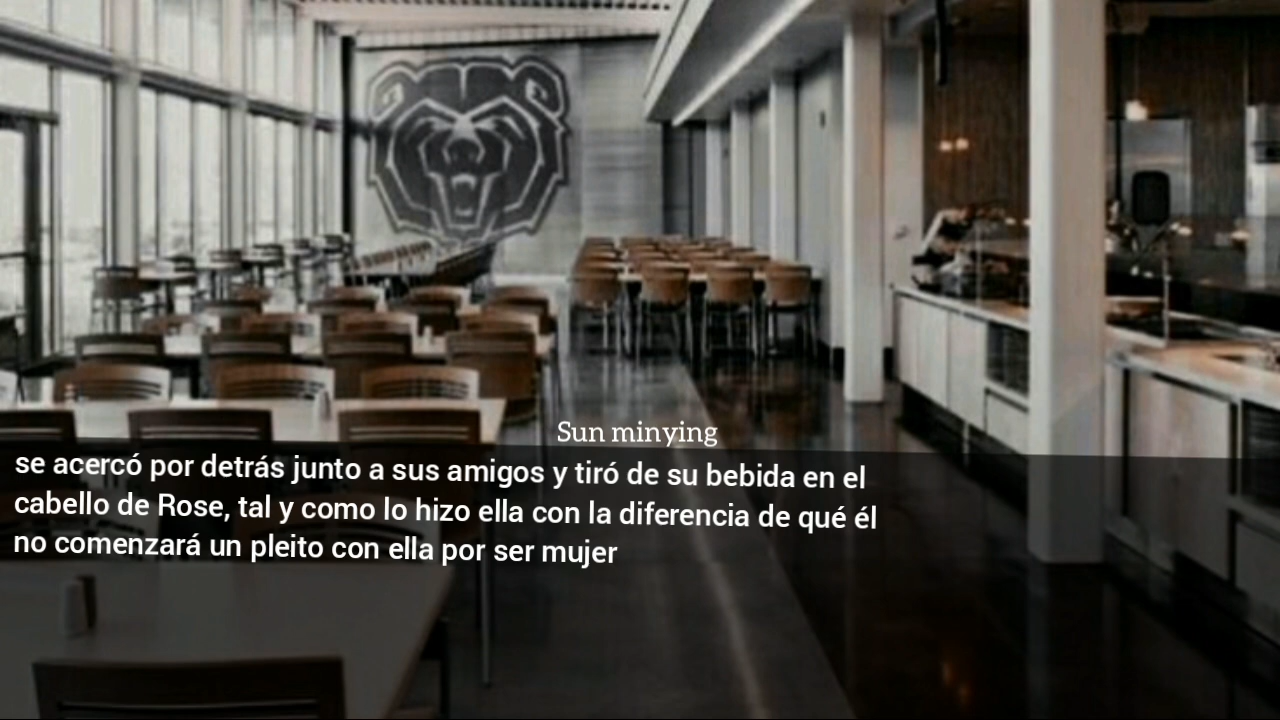 Sun minying
se acercó por detrás junto a sus amigos y tiró de su bebida en el
cabello de Rose, tal y como lo hizo ella con la diferencia de qué él
no comenzará un pleito con ella por ser mujer